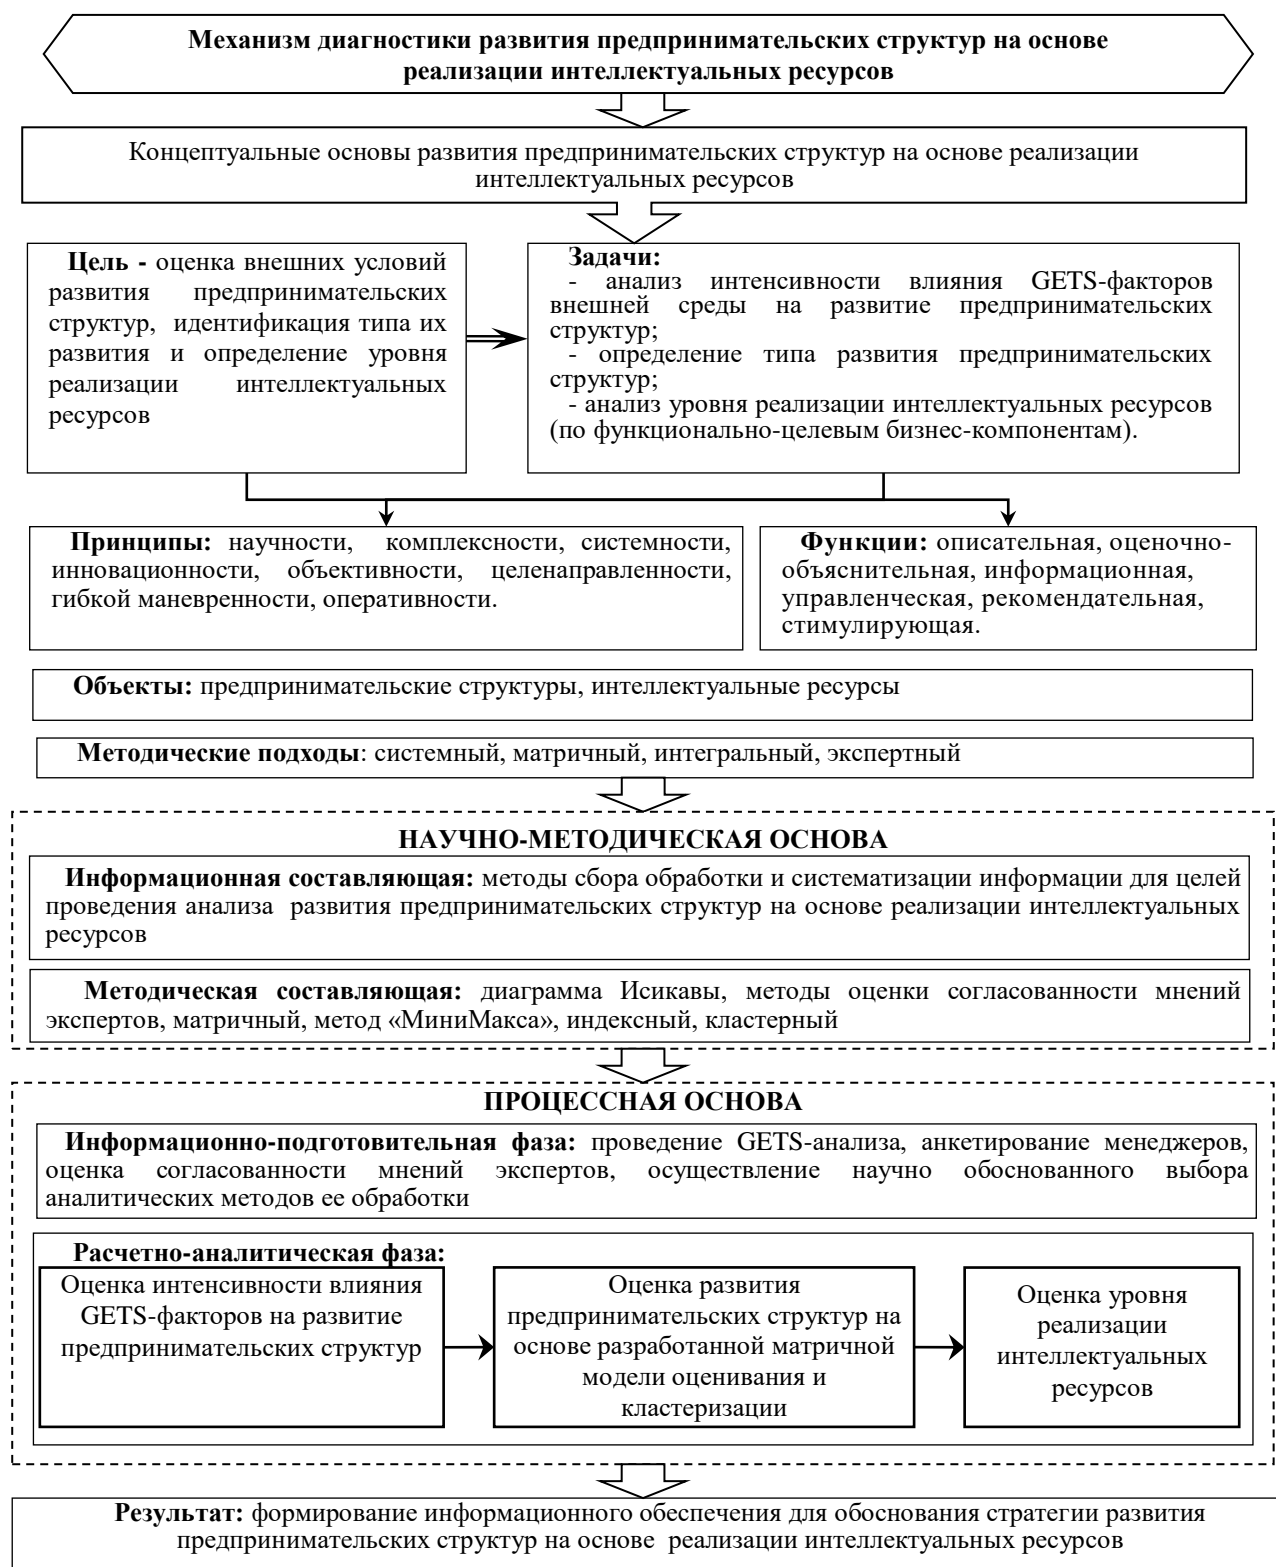 Механизм диагностики развития предпринимательских структур на основе
реализации интеллектуальных ресурсов
Концептуальные основы развития предпринимательских структур на основе реализации
интеллектуальных ресурсов
Цель - оценка внешних условий
развития предпринимательских
структур, идентификация типа их
развития и определение уровня
реализации интеллектуальных
ресурсов
Задачи:
- анализ интенсивности влияния GETS-факторов
внешней среды на развитие предпринимательских
структур;
- определение типа развития предпринимательских
структур;
- анализ уровня реализации интеллектуальных ресурсов
(по функционально-целевым бизнес-компонентам).
Принципы: научности, комплексности, системности,
инновационности, объективности, целенаправленности,
гибкой маневренности, оперативности.
Функции: описательная, оценочно-
объяснительная, информационная,
управленческая, рекомендательная,
стимулирующая.
Объекты: предпринимательские структуры, интеллектуальные ресурсы
Методические подходы: системный, матричный, интегральный, экспертный
НАУЧНО-МЕТОДИЧЕСКАЯ ОСНОВА
Информационная составляющая: методы сбора обработки и систематизации информации для целей
проведения анализа развития предпринимательских структур на основе реализации интеллектуальных
ресурсов
Методическая составляющая: диаграмма Исикавы, методы оценки согласованности мнений
экспертов, матричный, метод «МиниМакса», индексный, кластерный
ПРОЦЕССНАЯ ОСНОВА
Информационно-подготовительная фаза: проведение GETS-анализа, анкетирование менеджеров,
оценка согласованности мнений экспертов, осуществление научно обоснованного выбора
аналитических методов ее обработки
Расчетно-аналитическая фаза:
Оценка интенсивности влияния
GETS-факторов на развитие
предпринимательских структур
Оценка развития
предпринимательских структур на
основе разработанной матричной
модели оценивания и
кластеризации
Оценка уровня
реализации
интеллектуальных
ресурсов
Результат: формирование информационного обеспечения для обоснования стратегии развития
предпринимательских структур на основе реализации интеллектуальных ресурсов